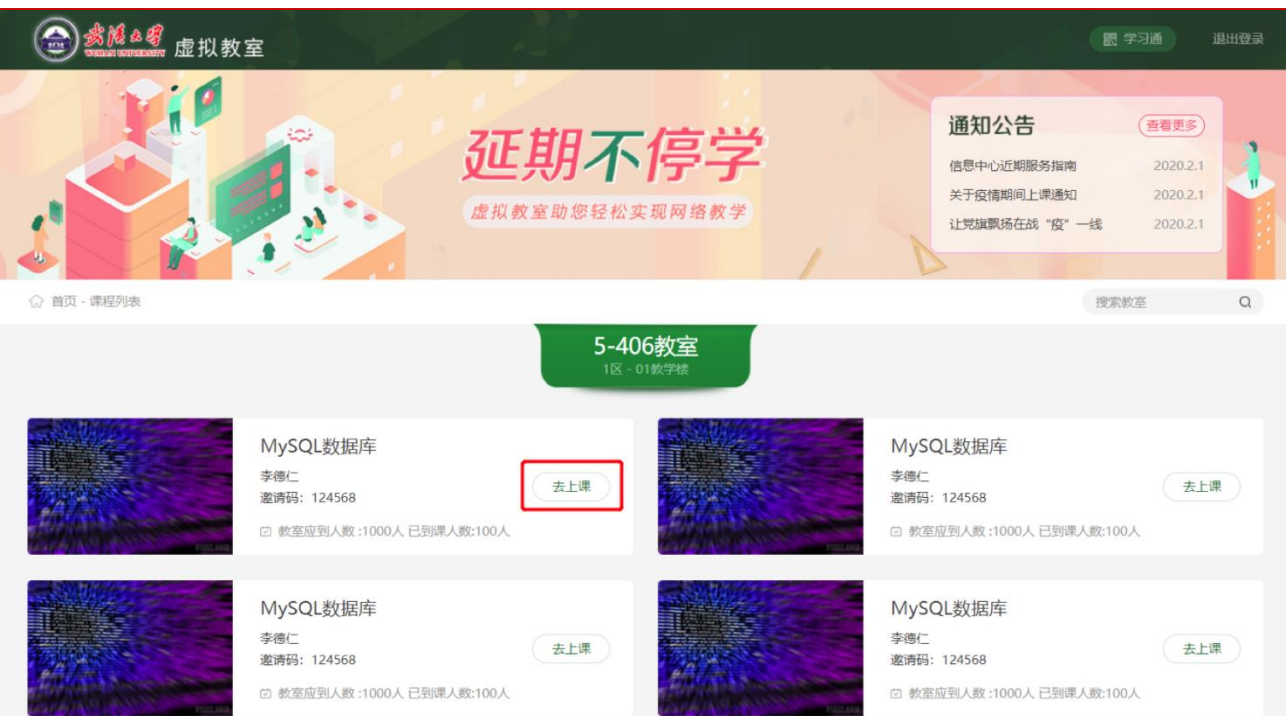 武汉大学
WUHAN UNIVERSITY
虚拟教室
学习通
退出登录
延期不停学
虚拟教室助您轻松实现网络教学
通知公告
查看更多
信息中心近期服务指南 2020.2.1
关于疫情期间上课通知 2020.2.1
让党旗飘扬在战“疫”一线 2020.2.1
首页 - 课程列表
搜索教室
5-406教室
1区 - 01教学楼
MySQL数据库
李德仁
邀请码：124568
去上课
教室应到人数 :1000人 已到课人数:100人
MySQL数据库
李德仁
邀请码：124568
去上课
教室应到人数 :1000人 已到课人数:100人
MySQL数据库
李德仁
邀请码：124568
去上课
教室应到人数 :1000人 已到课人数:100人
MySQL数据库
李德仁
邀请码：124568
去上课
教室应到人数 :1000人 已到课人数:100人